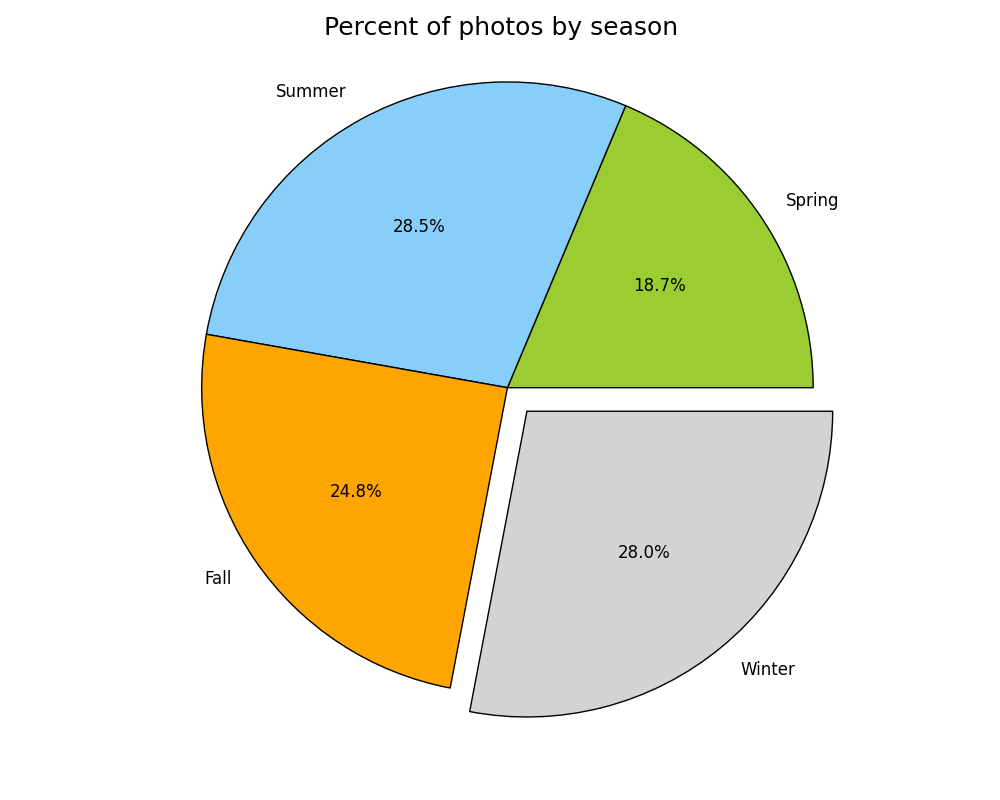 Percent of photos by season
Summer
Spring
28.5%
18.7%
24.8%
28.0%
Fall
Winter